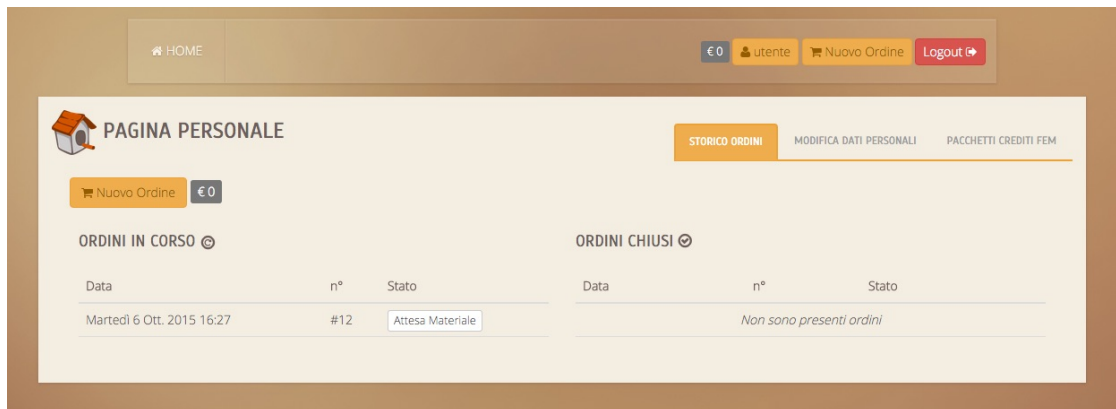 HOME
€ 0 utente Nuovo Ordine Logout
PAGINA PERSONALE
STORICO ORDINI MODIFICA DATI PERSONALI PACCHETTI CREDITI FEM
Nuovo Ordine € 0
ORDINI IN CORSO
Data n° Stato
Martedì 6 Ott. 2015 16:27 #12 Attesa Materiale
ORDINI CHIUSI
Data n° Stato
Non sono presenti ordini